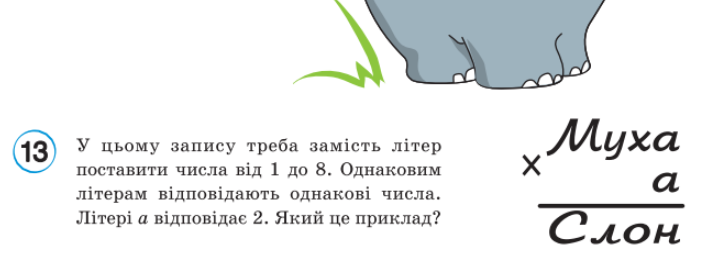 13 У цьому запису треба замість літер
поставити числа від 1 до 8. Однаковим
літерам відповідають однакові числа.
Літері а відповідає 2. Який це приклад?
Муха
× а
Слон